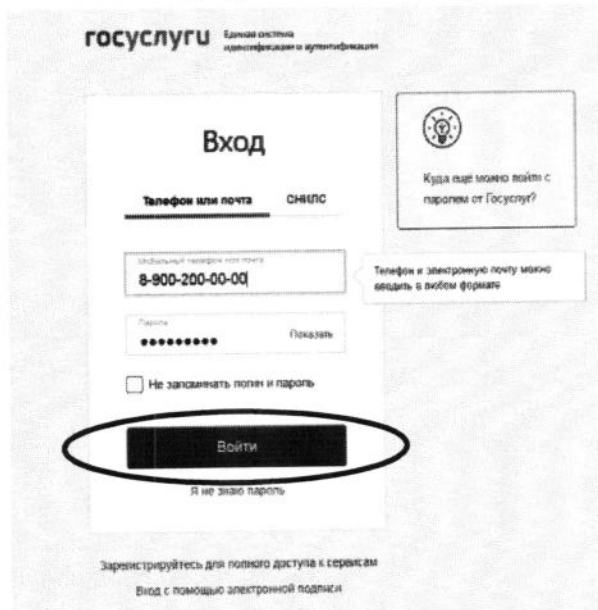 госуслуги
Единая система
идентификации и аутентификации
Вход
Телефон или почта СНИЛС
Мобильный телефон или почта
8-900-200-00-00
Пароль
●●●●●●●●● Показать
Не запоминать логин и пароль
Войти
Я не знаю пароль
Куда ещё можно войти с
паролем от Госуслуг?
Телефон и электронную почту можно
вводить в любом формате
Зарегистрируйтесь для полного доступа к сервисам
Вход с помощью электронной подписи